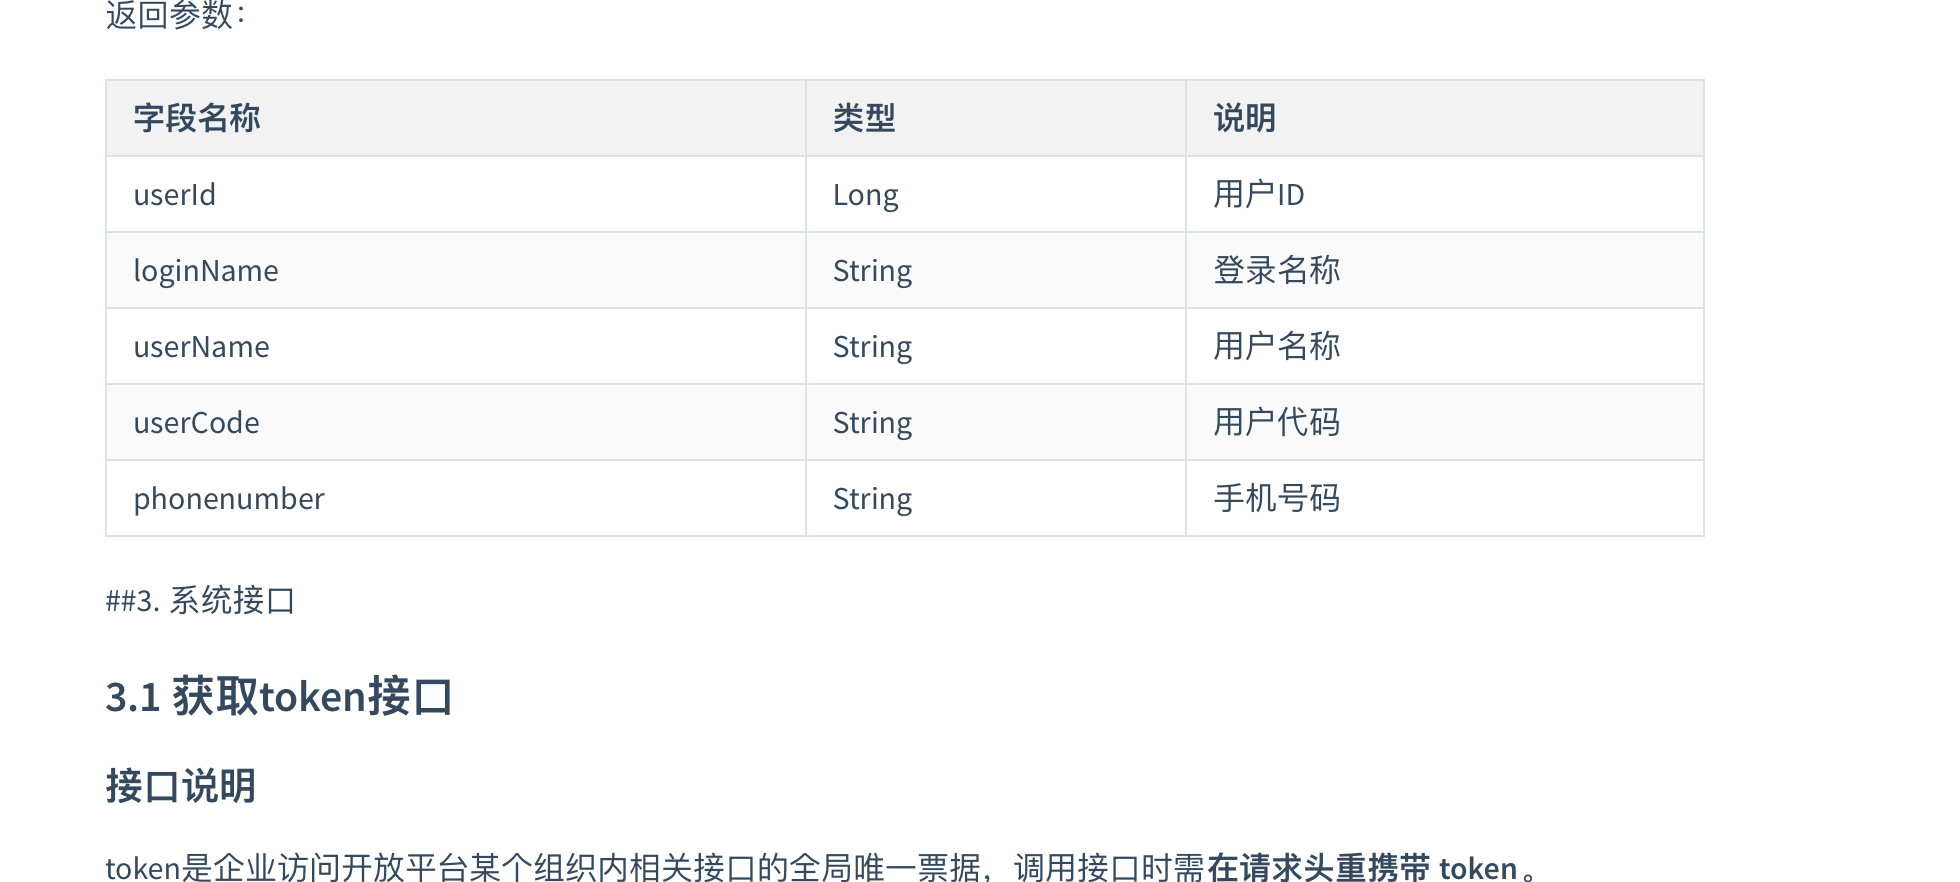 返回参数：
字段名称 类型 说明
userId Long 用户ID
loginName String 登录名称
userName String 用户名称
userCode String 用户代码
phonenumber String 手机号码
##3. 系统接口
3.1 获取token接口
接口说明
token是企业访问开放平台某个组织内相关接口的全局唯一票据，调用接口时需在请求头重携带 token。